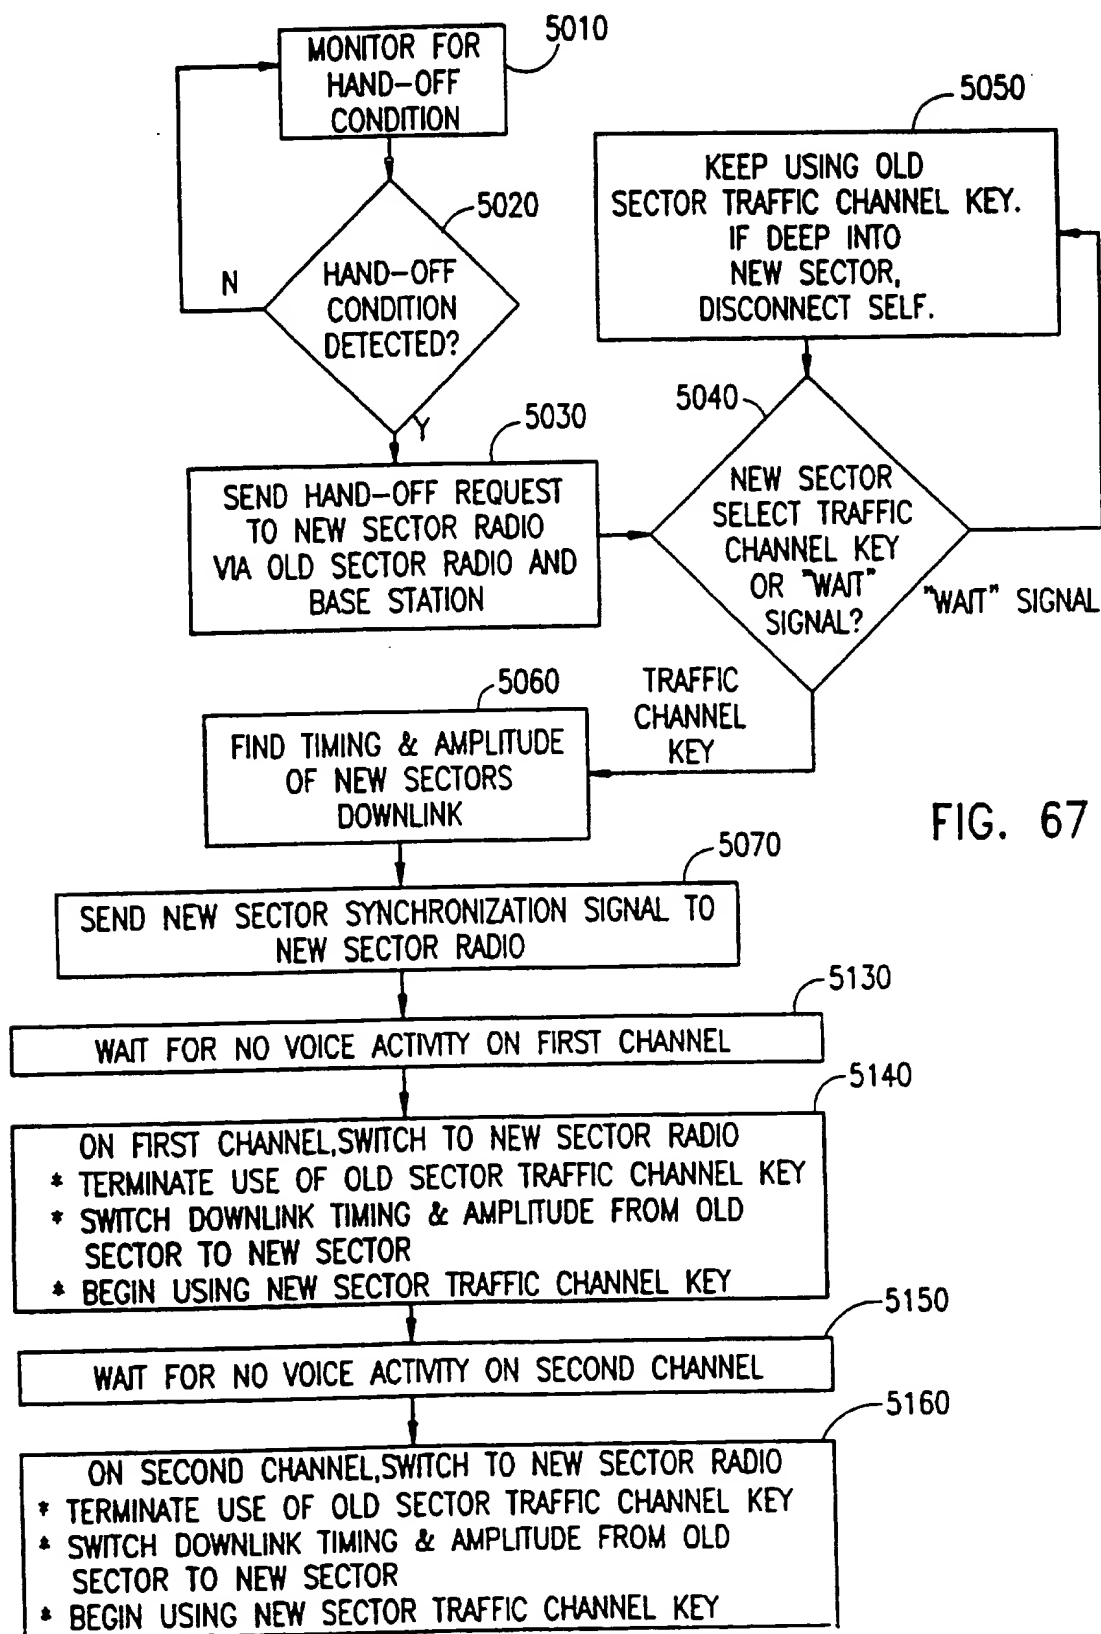 5010
MONITOR FOR
HAND-OFF
CONDITION
5020
HAND-OFF
CONDITION
DETECTED?
N
Y
5030
SEND HAND-OFF REQUEST
TO NEW SECTOR RADIO
VIA OLD SECTOR RADIO AND
BASE STATION
5050
KEEP USING OLD
SECTOR TRAFFIC CHANNEL KEY.
IF DEEP INTO
NEW SECTOR,
DISCONNECT SELF.
5040
NEW SECTOR
SELECT TRAFFIC
CHANNEL KEY
OR "WAIT"
SIGNAL?
"WAIT" SIGNAL
TRAFFIC
CHANNEL
KEY
5060
FIND TIMING & AMPLITUDE
OF NEW SECTORS
DOWNLINK
FIG. 67
5070
SEND NEW SECTOR SYNCHRONIZATION SIGNAL TO
NEW SECTOR RADIO
5130
WAIT FOR NO VOICE ACTIVITY ON FIRST CHANNEL
5140
ON FIRST CHANNEL,SWITCH TO NEW SECTOR RADIO
* TERMINATE USE OF OLD SECTOR TRAFFIC CHANNEL KEY
* SWITCH DOWNLINK TIMING & AMPLITUDE FROM OLD
SECTOR TO NEW SECTOR
* BEGIN USING NEW SECTOR TRAFFIC CHANNEL KEY
5150
WAIT FOR NO VOICE ACTIVITY ON SECOND CHANNEL
5160
ON SECOND CHANNEL,SWITCH TO NEW SECTOR RADIO
* TERMINATE USE OF OLD SECTOR TRAFFIC CHANNEL KEY
* SWITCH DOWNLINK TIMING & AMPLITUDE FROM OLD
SECTOR TO NEW SECTOR
* BEGIN USING NEW SECTOR TRAFFIC CHANNEL KEY